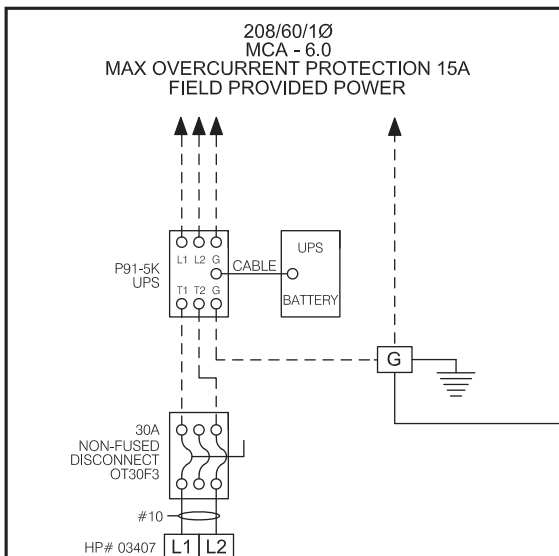 208/60/1Ø
MCA - 6.0
MAX OVERCURRENT PROTECTION 15A
FIELD PROVIDED POWER
L1 L2 G
P91-5K
UPS
CABLE
UPS
BATTERY
T1 T2 G
G
30A
NON-FUSED
DISCONNECT
OT30F3
#10
HP# 03407 L1 L2